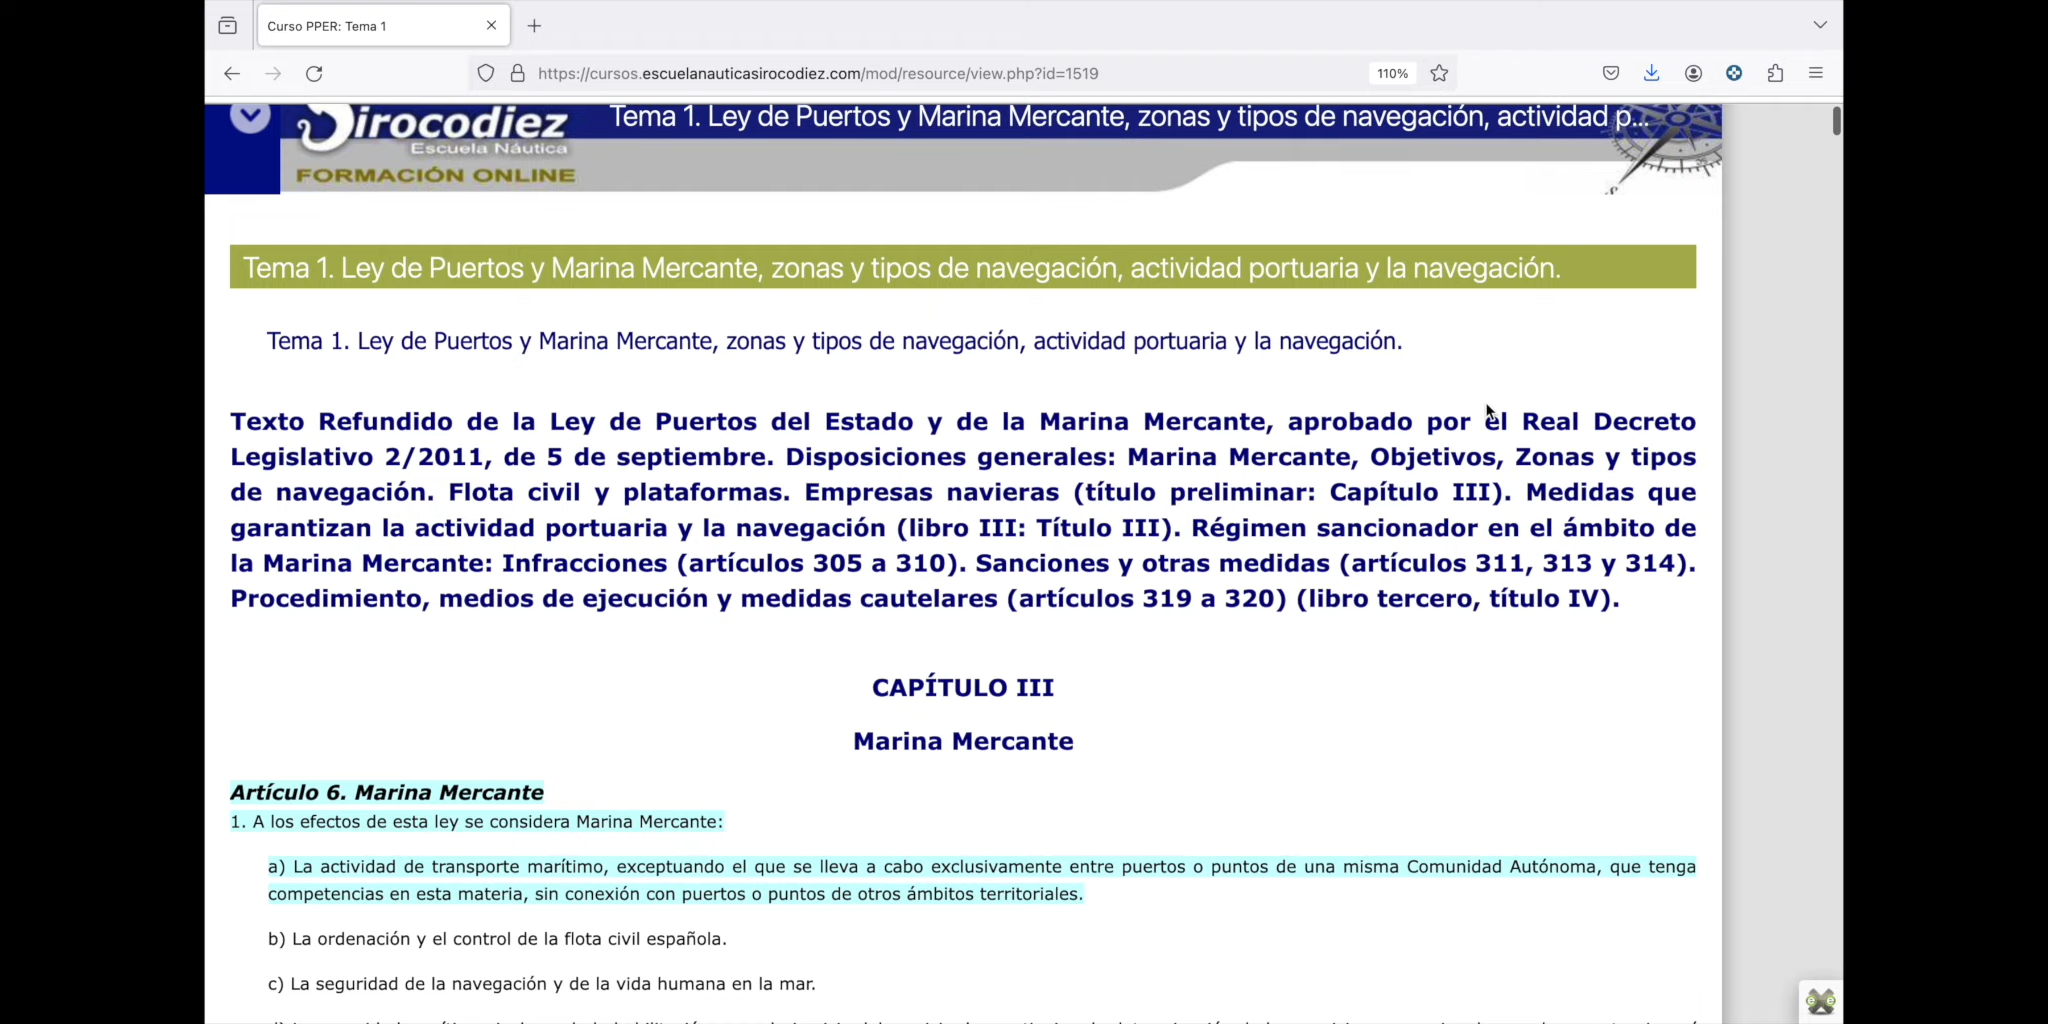 Curso PPER: Tema 1
https://cursos.escuelanauticasirocodiez.com/mod/resource/view.php?id=1519
110%
Sirocodiez
Tema 1. Ley de Puertos y Marina Mercante, zonas y tipos de navegación, actividad p...
Escuela Náutica
FORMACIÓN ONLINE
Tema 1. Ley de Puertos y Marina Mercante, zonas y tipos de navegación, actividad portuaria y la navegación.
Tema 1. Ley de Puertos y Marina Mercante, zonas y tipos de navegación, actividad portuaria y la navegación.
Texto Refundido de la Ley de Puertos del Estado y de la Marina Mercante, aprobado por el Real Decreto
Legislativo 2/2011, de 5 de septiembre. Disposiciones generales: Marina Mercante, Objetivos, Zonas y tipos
de navegación. Flota civil y plataformas. Empresas navieras (título preliminar: Capítulo III). Medidas que
garantizan la actividad portuaria y la navegación (libro III: Título III). Régimen sancionador en el ámbito de
la Marina Mercante: Infracciones (artículos 305 a 310). Sanciones y otras medidas (artículos 311, 313 y 314).
Procedimiento, medios de ejecución y medidas cautelares (artículos 319 a 320) (libro tercero, título IV).
CAPÍTULO III
Marina Mercante
Artículo 6. Marina Mercante
1. A los efectos de esta ley se considera Marina Mercante:
a) La actividad de transporte marítimo, exceptuando el que se lleva a cabo exclusivamente entre puertos o puntos de una misma Comunidad Autónoma, que tenga
competencias en esta materia, sin conexión con puertos o puntos de otros ámbitos territoriales.
b) La ordenación y el control de la flota civil española.
c) La seguridad de la navegación y de la vida humana en la mar.